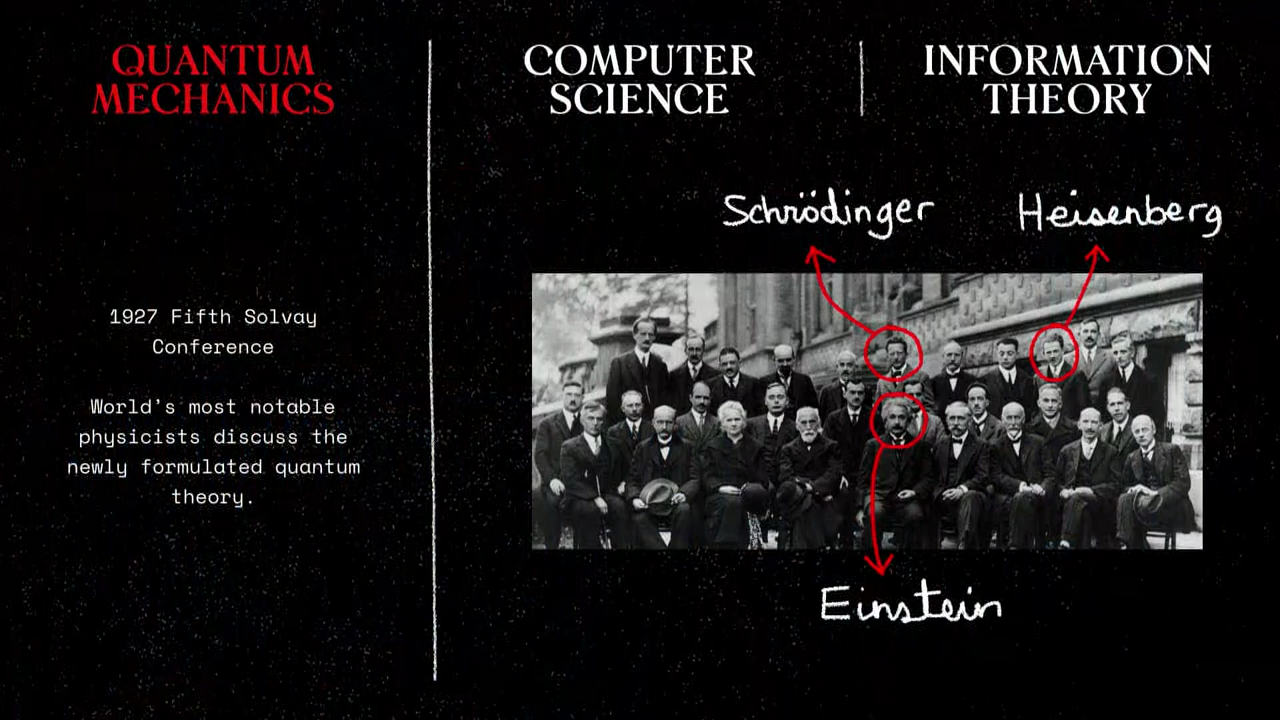 QUANTUM
MECHANICS
COMPUTER
SCIENCE
INFORMATION
THEORY
1927 Fifth Solvay
Conference
World's most notable
physicists discuss the
newly formulated quantum
theory.
Schrödinger
Heisenberg
Einstein